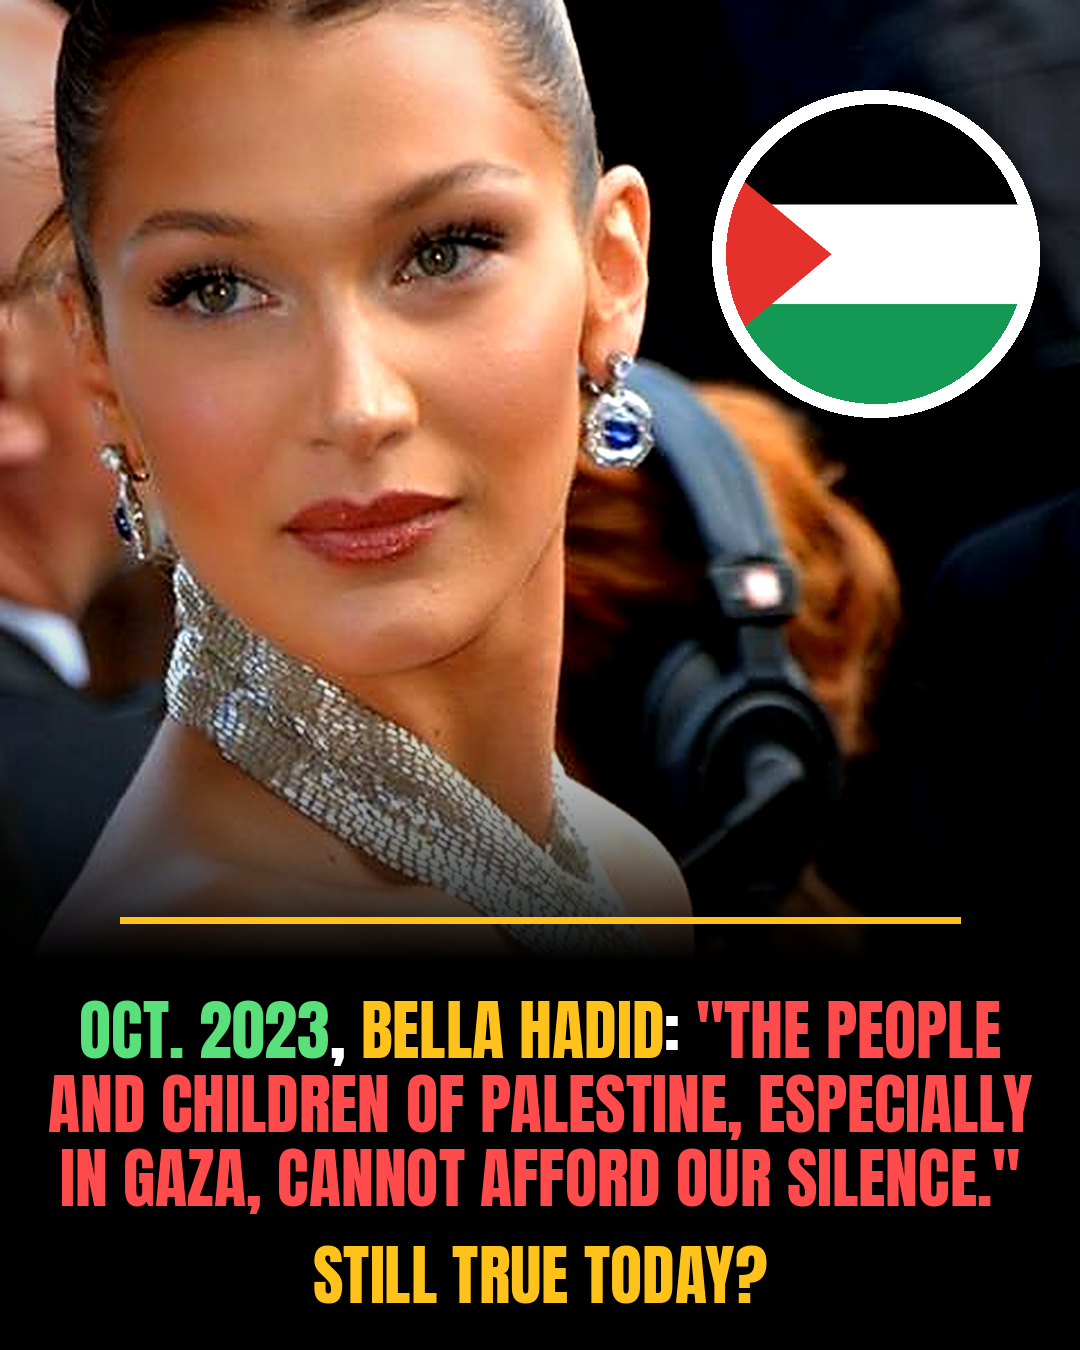 OCT. 2023, BELLA HADID: "THE PEOPLE
AND CHILDREN OF PALESTINE, ESPECIALLY
IN GAZA, CANNOT AFFORD OUR SILENCE."
STILL TRUE TODAY?